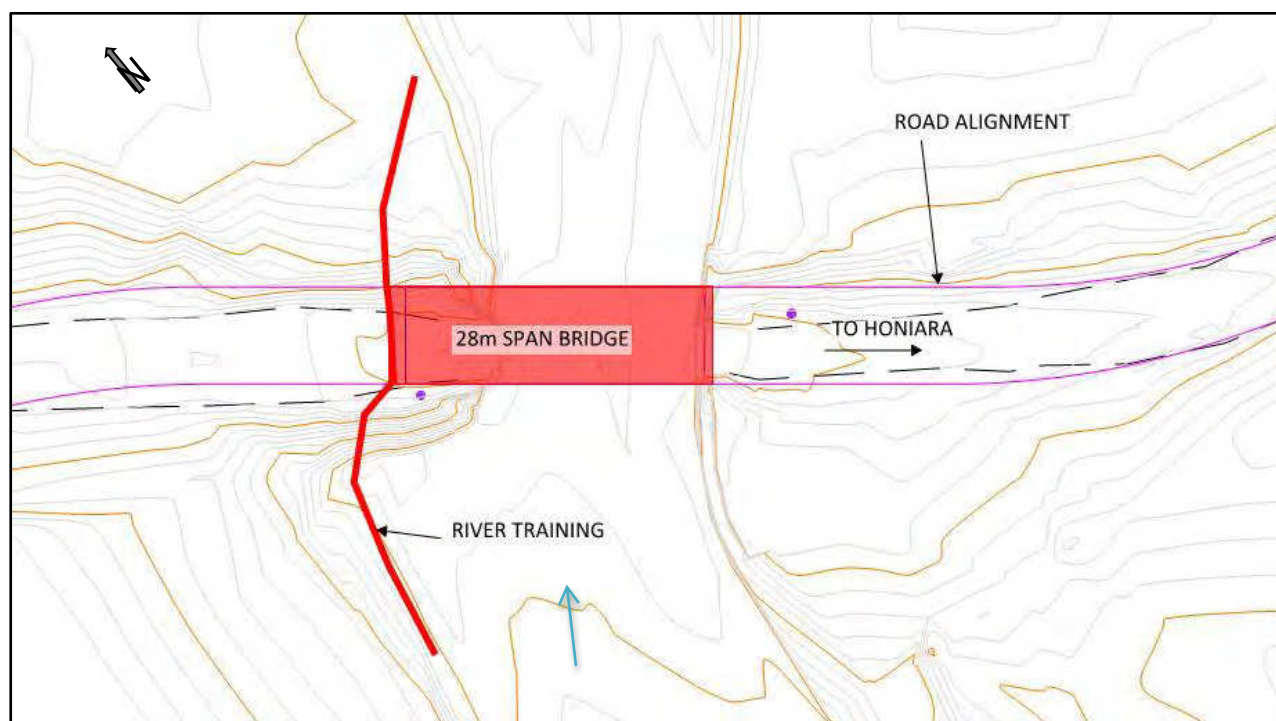 N
ROAD ALIGNMENT
TO HONIARA
28m SPAN BRIDGE
RIVER TRAINING